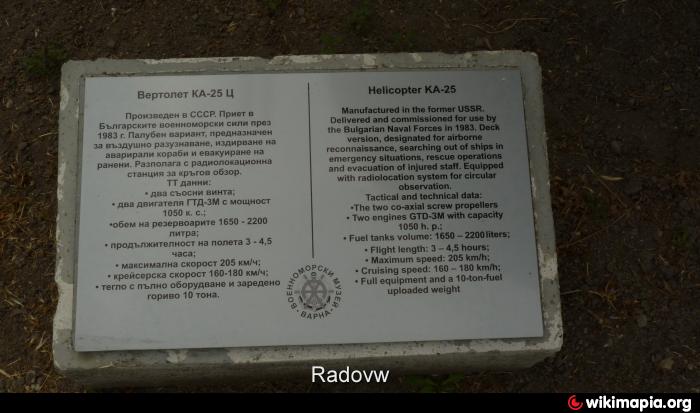 Вертолет КА-25 Ц
Произведен в СССР. Приет в
Българските военноморски сили през
1983 г. Палубен вариант, предназначен
за въздушно разузнаване, издирване на
аварирали кораби и евакуиране на
ранени. Разполага с радиолокационна
станция за кръгов обзор.
ТТ данни:
• два съосни винта;
• два двигателя ГТД-3М с мощност
1050 к. с.;
•обем на резервоарите 1650 - 2200
литра;
• продължителност на полета 3 - 4,5
часа;
• максимална скорост 205 км/ч;
• крейсерска скорост 160-180 км/ч;
• тегло с пълно оборудване и заредено
гориво 10 тона.
Helicopter KA-25
Manufactured in the former USSR.
Delivered and commissioned for use by
the Bulgarian Naval Forces in 1983. Deck
version, designated for airborne
reconnaissance, searching out of ships in
emergency situations, rescue operations
and evacuation of injured staff. Equipped
with radiolocation system for circular
observation.
Tactical and technical data:
•The two co-axial screw propellers
• Two engines GTD-3M with capacity
1050 h. p.;
• Fuel tanks volume: 1650 – 2200 liters;
• Flight length: 3 – 4,5 hours;
• Maximum speed: 205 km/h;
• Cruising speed: 160 – 180 km/h;
• Full equipment and a 10-ton-fuel
uploaded weight
ВОЕННОМОРСКИ МУЗЕЙ
• ВАРНА •
Radovw
wikimapia.org